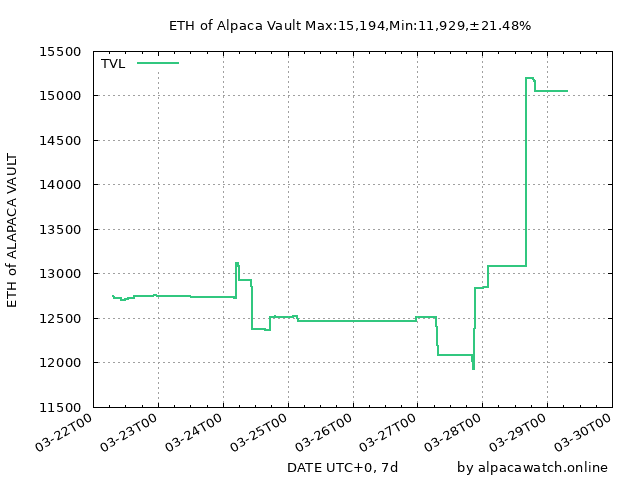 ETH of Alpaca Vault Max:15,194,Min:11,929,±21.48%
TVL
15500
15000
14500
14000
13500
13000
12500
12000
11500
ETH of ALAPACA VAULT
03-22T00
03-23T00
03-24T00
03-25T00
03-26T00
03-27T00
03-28T00
03-29T00
03-30T00
DATE UTC+0, 7d
by alpacawatch.online